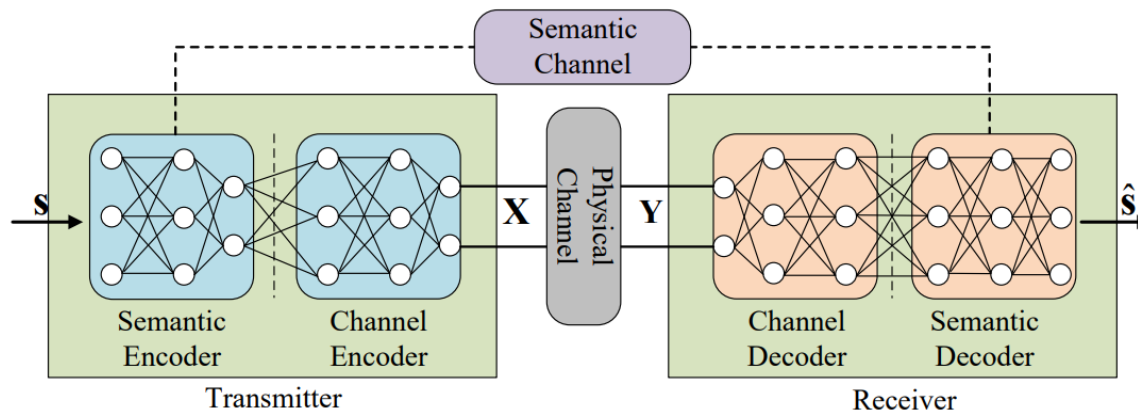 Semantic
Channel
s
X
Physical
Channel
Y
ŝ
Semantic
Encoder
Channel
Encoder
Channel
Decoder
Semantic
Decoder
Transmitter
Receiver